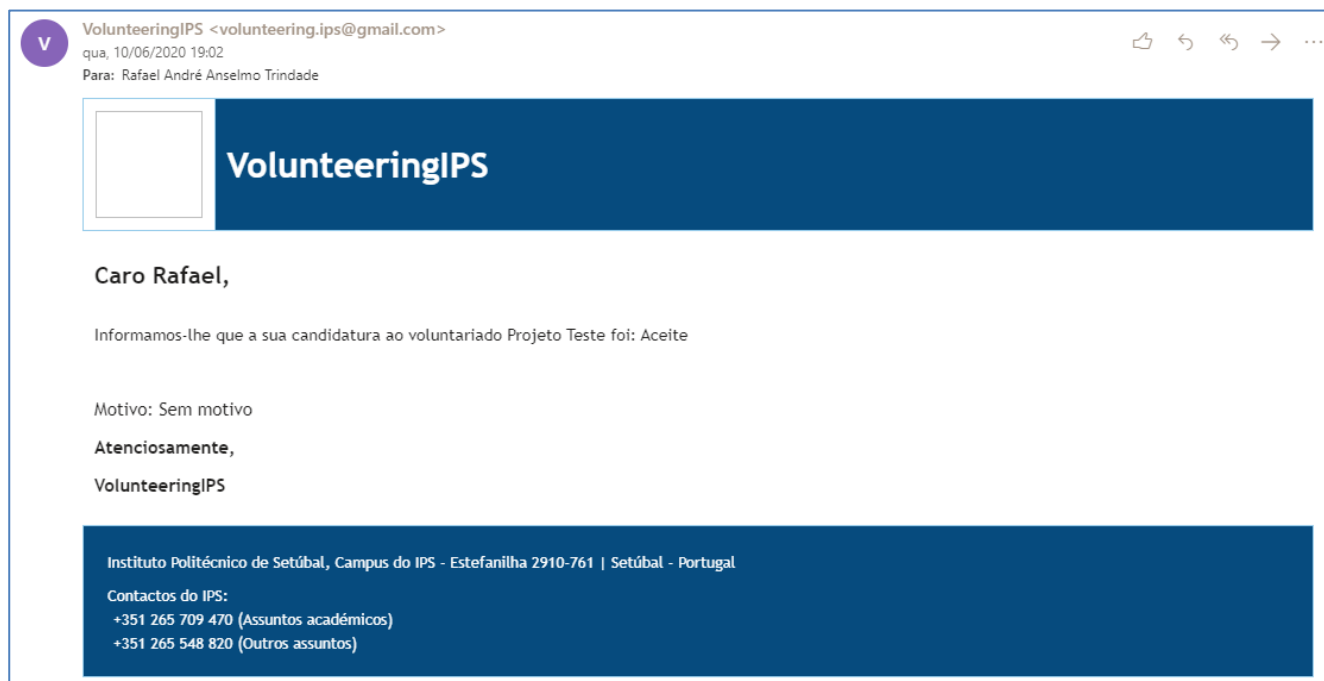 V
VolunteeringIPS <volunteering.ips@gmail.com>
qua, 10/06/2020 19:02
Para: Rafael André Anselmo Trindade
VolunteeringIPS
Caro Rafael,
Informamos-lhe que a sua candidatura ao voluntariado Projeto Teste foi: Aceite
Motivo: Sem motivo
Atenciosamente,
VolunteeringIPS
Instituto Politécnico de Setúbal, Campus do IPS - Estefanilha 2910-761 | Setúbal - Portugal
Contactos do IPS:
+351 265 709 470 (Assuntos académicos)
+351 265 548 820 (Outros assuntos)